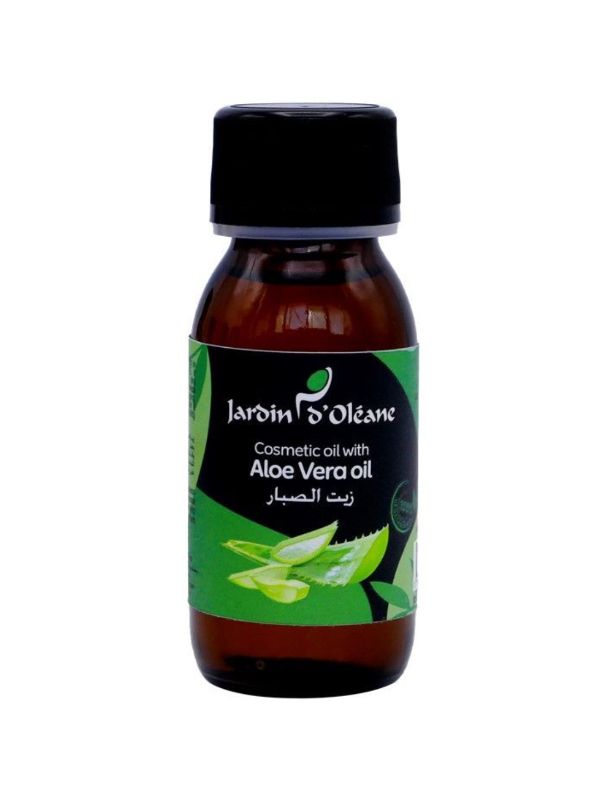 Jardin d'Oléane
Cosmetic oil with
Aloe Vera oil
زيت الصبار